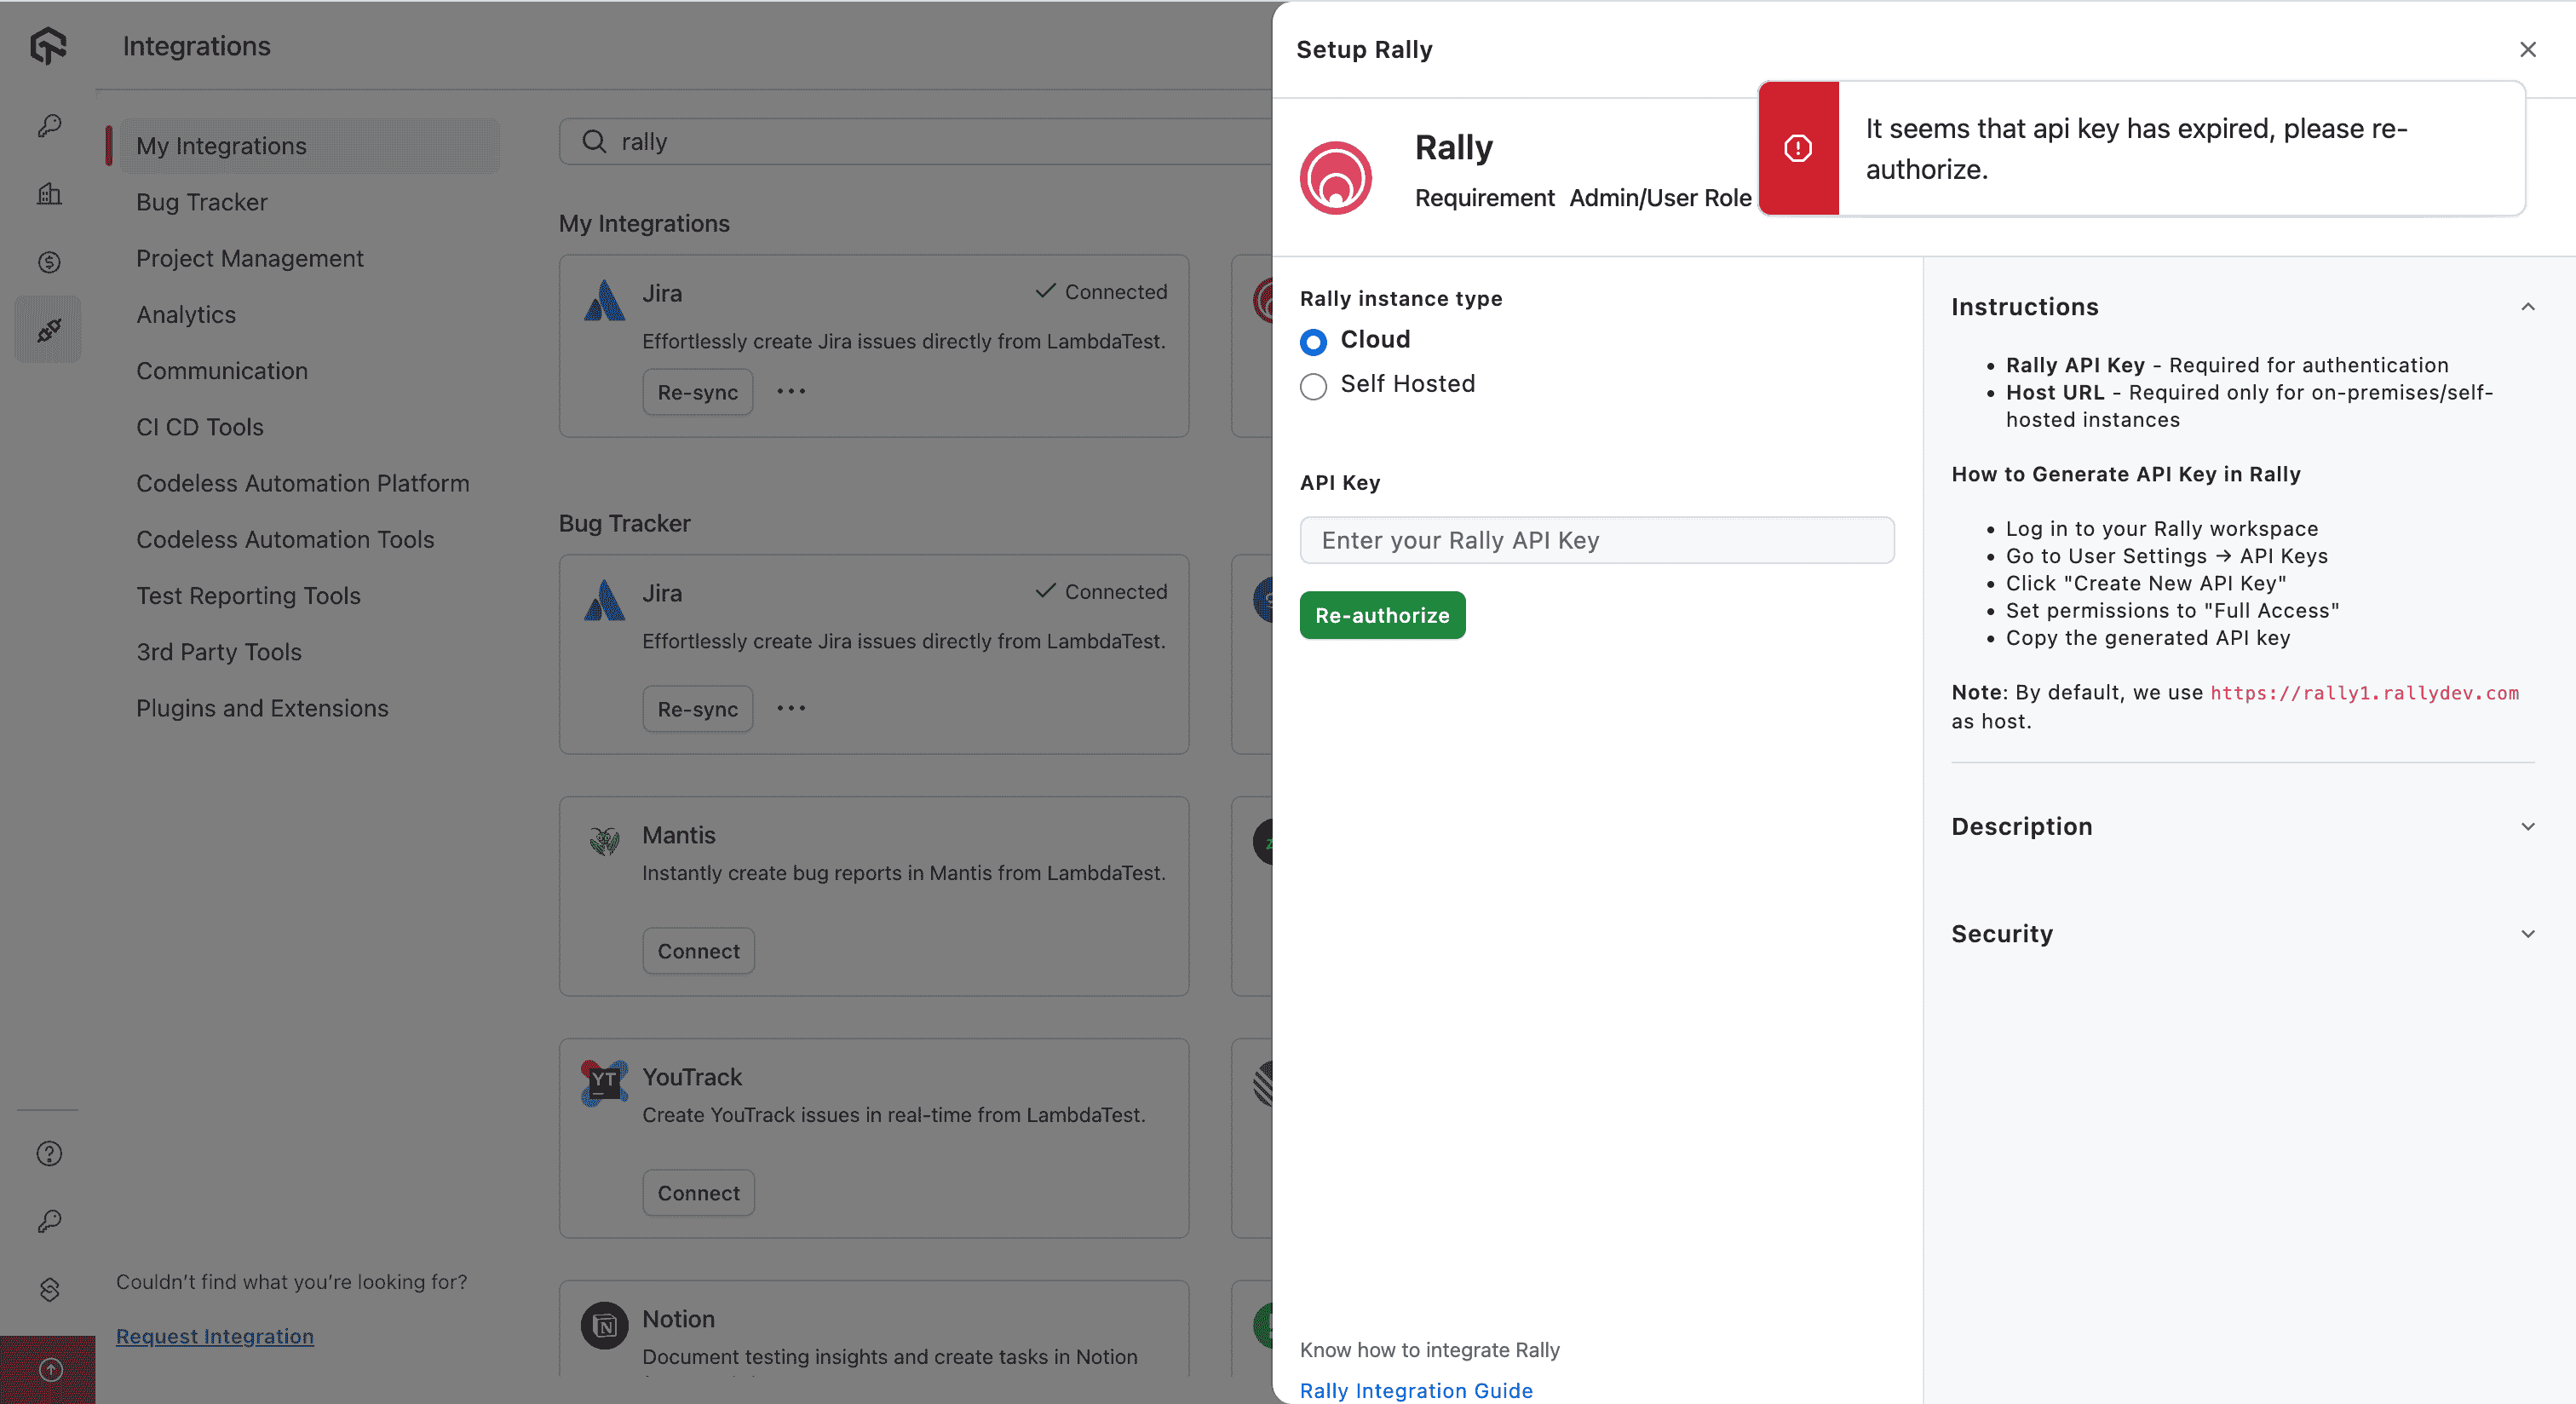 Integrations
My Integrations
Bug Tracker
Project Management
Analytics
Communication
CI CD Tools
Codeless Automation Platform
Codeless Automation Tools
Test Reporting Tools
3rd Party Tools
Plugins and Extensions
Couldn't find what you're looking for?
Request Integration
rally
My Integrations
Jira
Connected
Effortlessly create Jira issues directly from LambdaTest.
Re-sync
Bug Tracker
Jira
Connected
Effortlessly create Jira issues directly from LambdaTest.
Re-sync
Mantis
Instantly create bug reports in Mantis from LambdaTest.
Connect
YT
YouTrack
Create YouTrack issues in real-time from LambdaTest.
Connect
N
Notion
Document testing insights and create tasks in Notion
Setup Rally
It seems that api key has expired, please re-
authorize.
Rally
Requirement Admin/User Role
Rally instance type
Cloud
Self Hosted
API Key
Enter your Rally API Key
Re-authorize
Know how to integrate Rally
Rally Integration Guide
Instructions
• Rally API Key - Required for authentication
• Host URL - Required only for on-premises/self-
hosted instances
How to Generate API Key in Rally
• Log in to your Rally workspace
• Go to User Settings → API Keys
• Click "Create New API Key"
• Set permissions to "Full Access"
• Copy the generated API key
Note: By default, we use https://rally1.rallydev.com
as host.
Description
Security